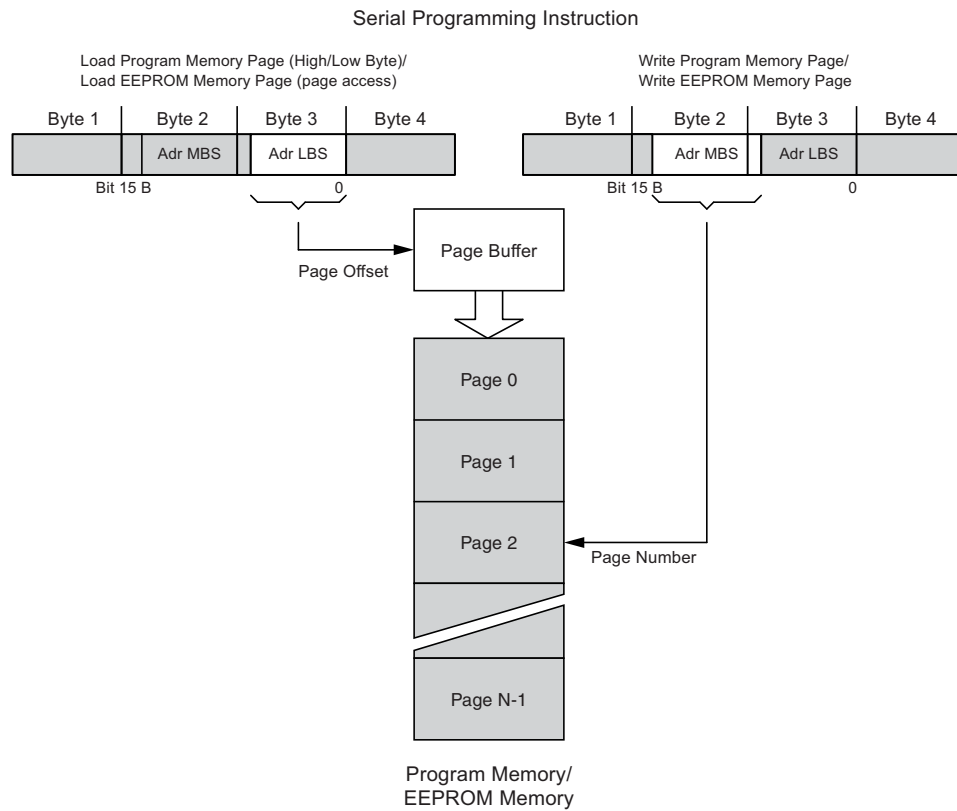 Serial Programming Instruction
Load Program Memory Page (High/Low Byte)/
Load EEPROM Memory Page (page access)
Byte 1 Byte 2 Byte 3 Byte 4
Adr MBS Adr LBS
Bit 15 B 0
Write Program Memory Page/
Write EEPROM Memory Page
Byte 1 Byte 2 Byte 3 Byte 4
Adr MBS Adr LBS
Bit 15 B 0
Page Offset
Page Buffer
Page 0
Page 1
Page 2
Page Number
Page N-1
Program Memory/
EEPROM Memory